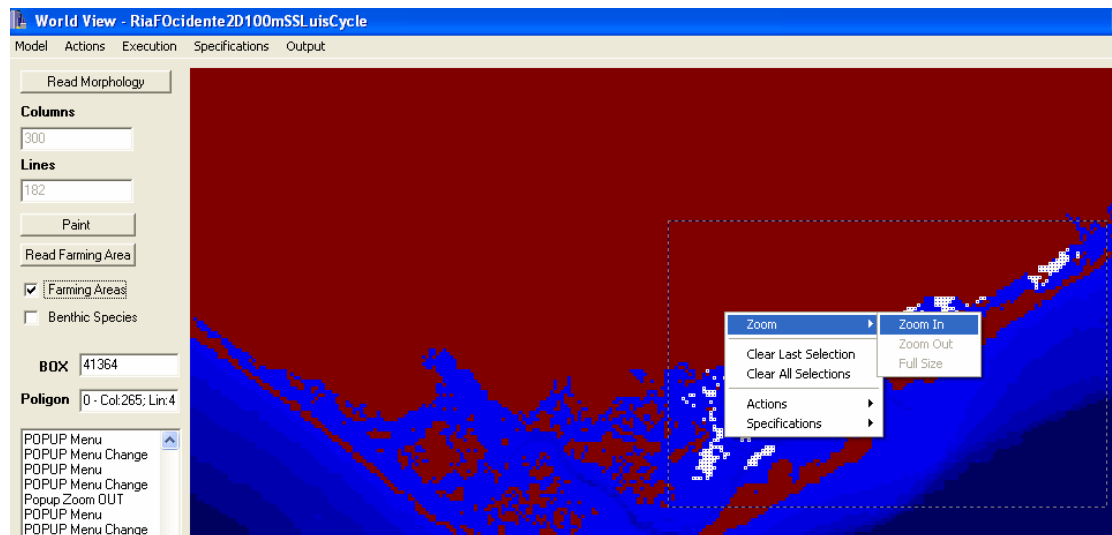 World View - RiaFOcidente2D100mSSLuisCycle
Model Actions Execution Specifications Output
Read Morphology
Columns
300
Lines
182
Paint
Read Farming Area
Farming Areas
Benthic Species
BOX 41364
Poligon 0 - Col:265; Lin:4
POPUP Menu
POPUP Menu Change
POPUP Menu
POPUP Menu Change
Popup Zoom OUT
POPUP Menu
POPUP Menu Change
Zoom
Clear Last Selection
Clear All Selections
Actions
Specifications
Zoom In
Zoom Out
Full Size